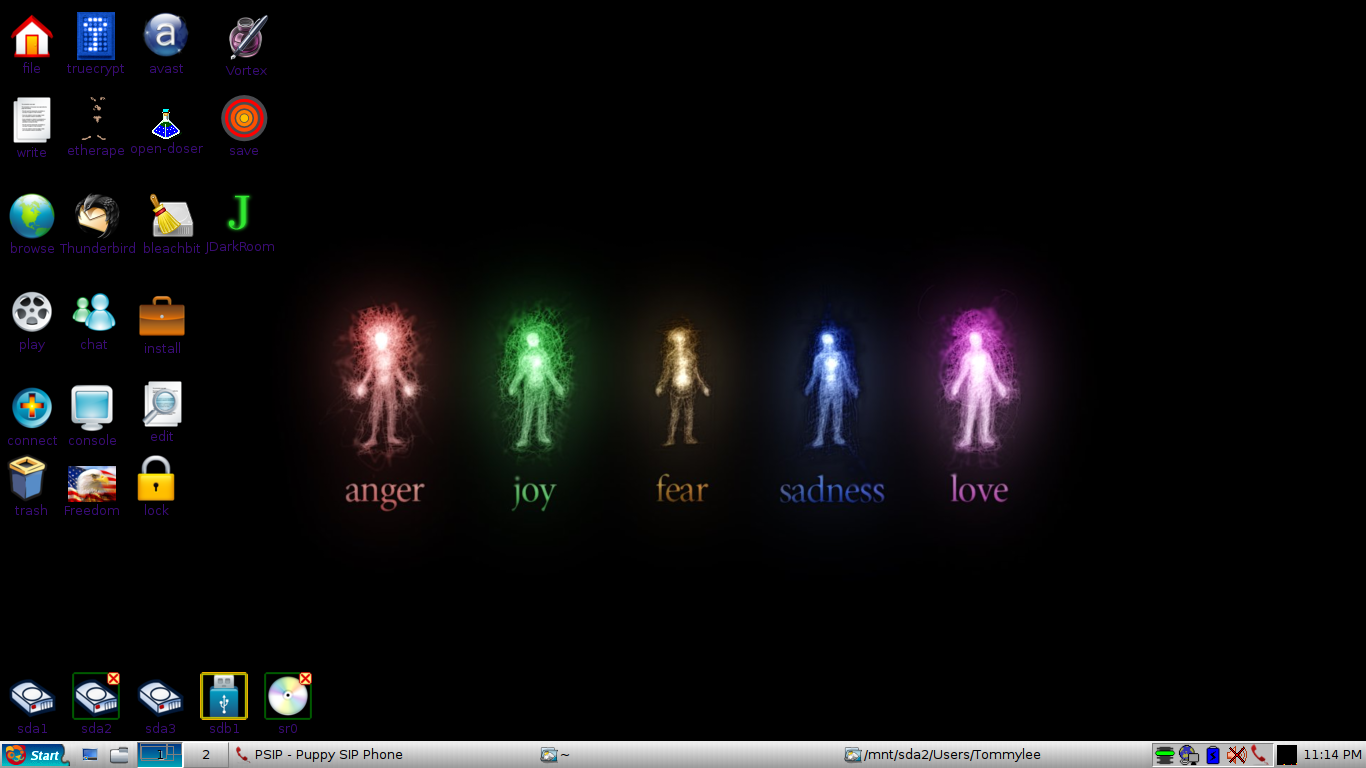 file truecrypt avast Vortex
write etherape open-doser save
browse Thunderbird bleachbit JDarkRoom
play chat install
connect console edit
trash Freedom lock
anger joy fear sadness love
sda1 sda2 sda3 sdb1 sr0
Start 1 2 PSIP - Puppy SIP Phone ~ /mnt/sda2/Users/Tommylee 11:14 PM